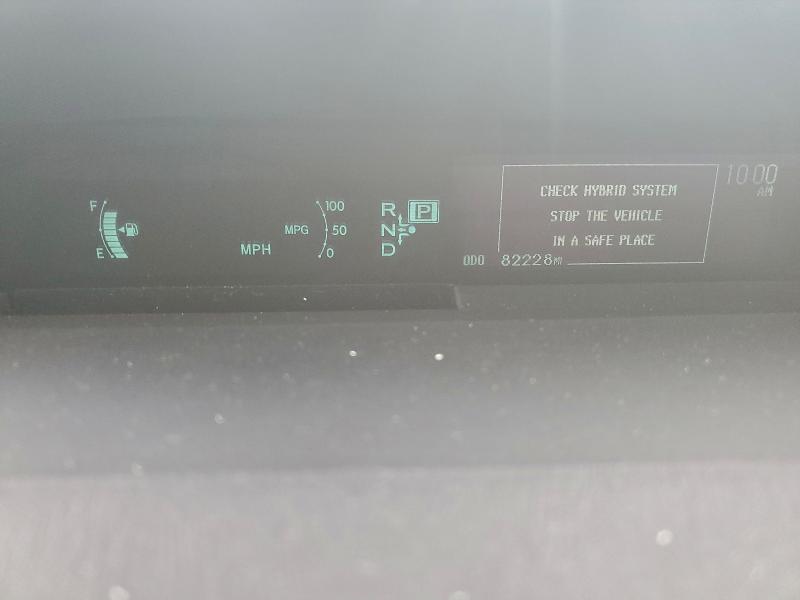 F
E
MPH
MPG
100
50
0
R
P
N
D
CHECK HYBRID SYSTEM
STOP THE VEHICLE
IN A SAFE PLACE
ODO 82228MI
10:00
AM